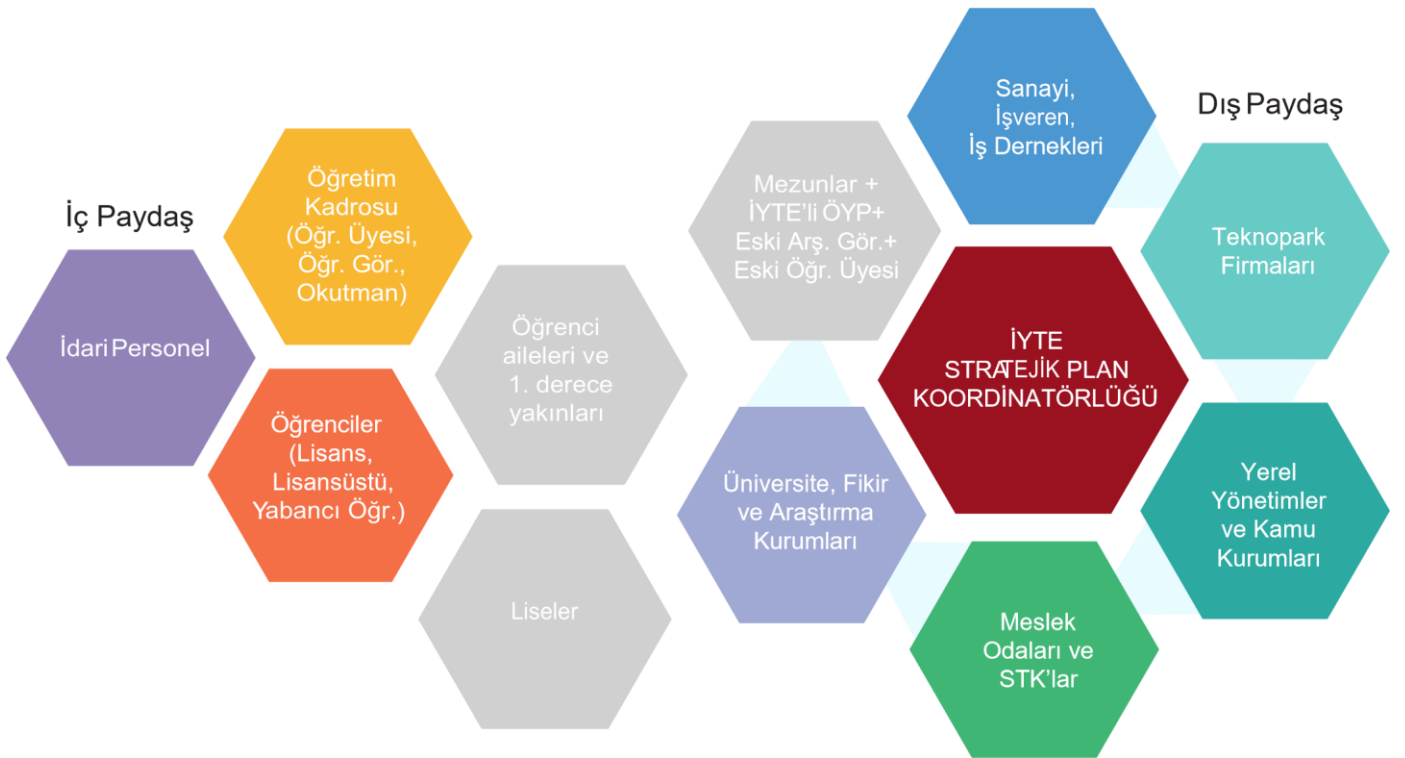 İç Paydaş
İdari Personel
Öğretim
Kadrosu
(Öğr. Üyesi,
Öğr. Gör.,
Okutman)
Öğrenciler
(Lisans,
Lisansüstü,
Yabancı Öğr.)
Öğrenci
aileleri ve
1. derece
yakınları
Liseler
Dış Paydaş
Mezunlar +
İYTE’li ÖYP+
Eski Arş. Gör.+
Eski Öğr. Üyesi
Sanayi,
İşveren,
İş Dernekleri
Teknopark
Firmaları
İYTE
STRATEJİK PLAN
KOORDİNATÖRLÜĞÜ
Üniversite, Fikir
ve Araştırma
Kurumları
Yerel
Yönetimler
ve Kamu
Kurumları
Meslek
Odaları ve
STK’lar